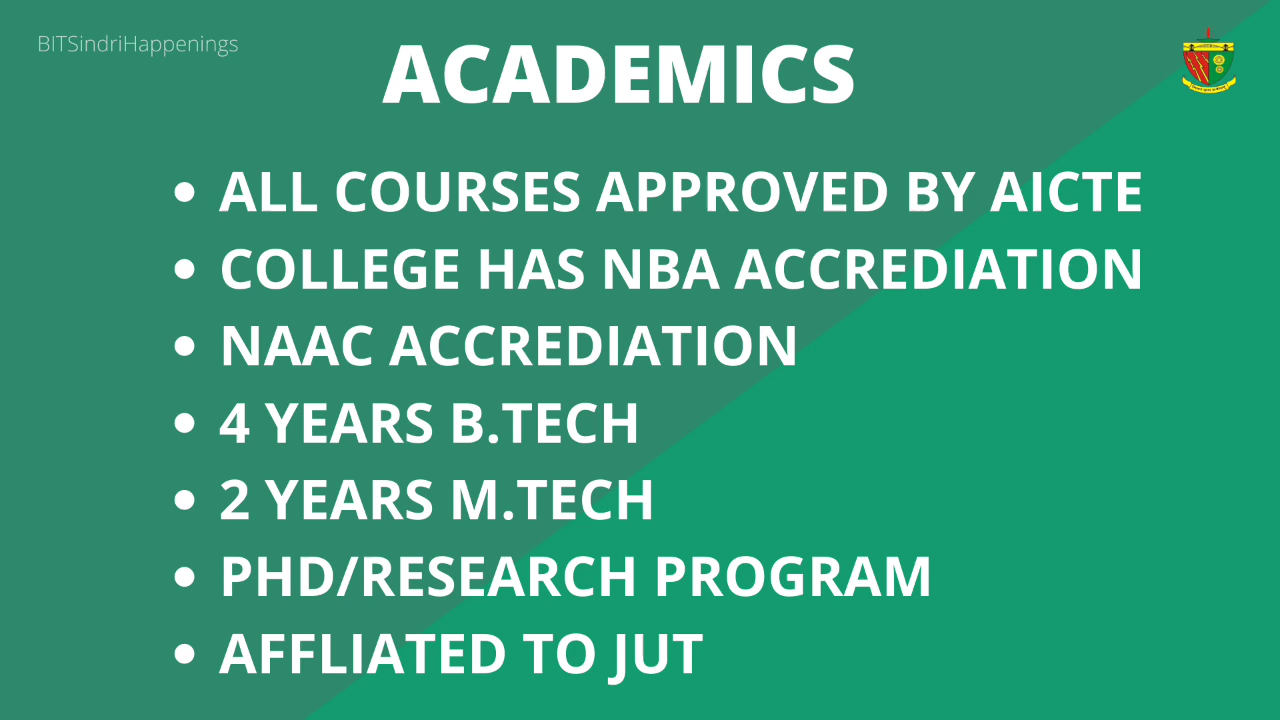 BITSindriHappenings
ACADEMICS
• ALL COURSES APPROVED BY AICTE
• COLLEGE HAS NBA ACCREDIATION
• NAAC ACCREDIATION
• 4 YEARS B.TECH
• 2 YEARS M.TECH
• PHD/RESEARCH PROGRAM
• AFFLIATED TO JUT